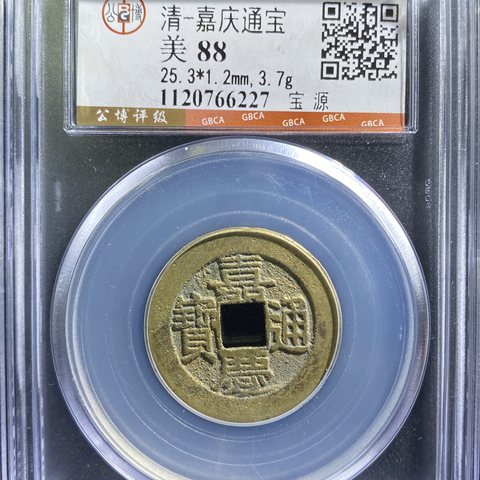 清-嘉庆通宝
美 88
25.3*1.2mm,3.7g
1120766227 宝源
公博评级 GBCA GBCA GBCA GBCA GBCA
嘉慶通寶